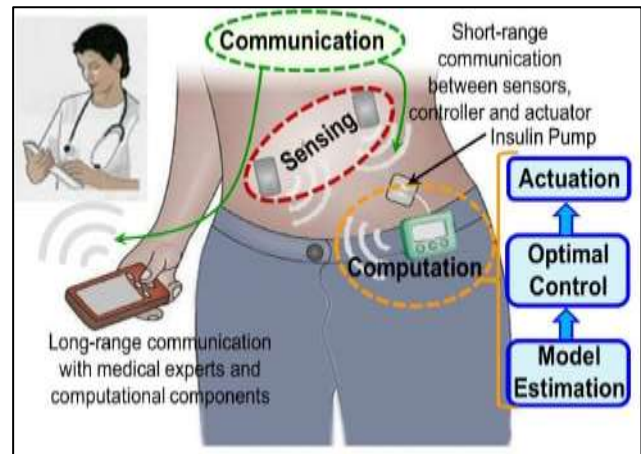 Communication
Short-range
communication
between sensors,
controller and actuator
Insulin Pump
Sensing
Computation
Actuation
Optimal
Control
Model
Estimation
Long-range communication
with medical experts and
computational components